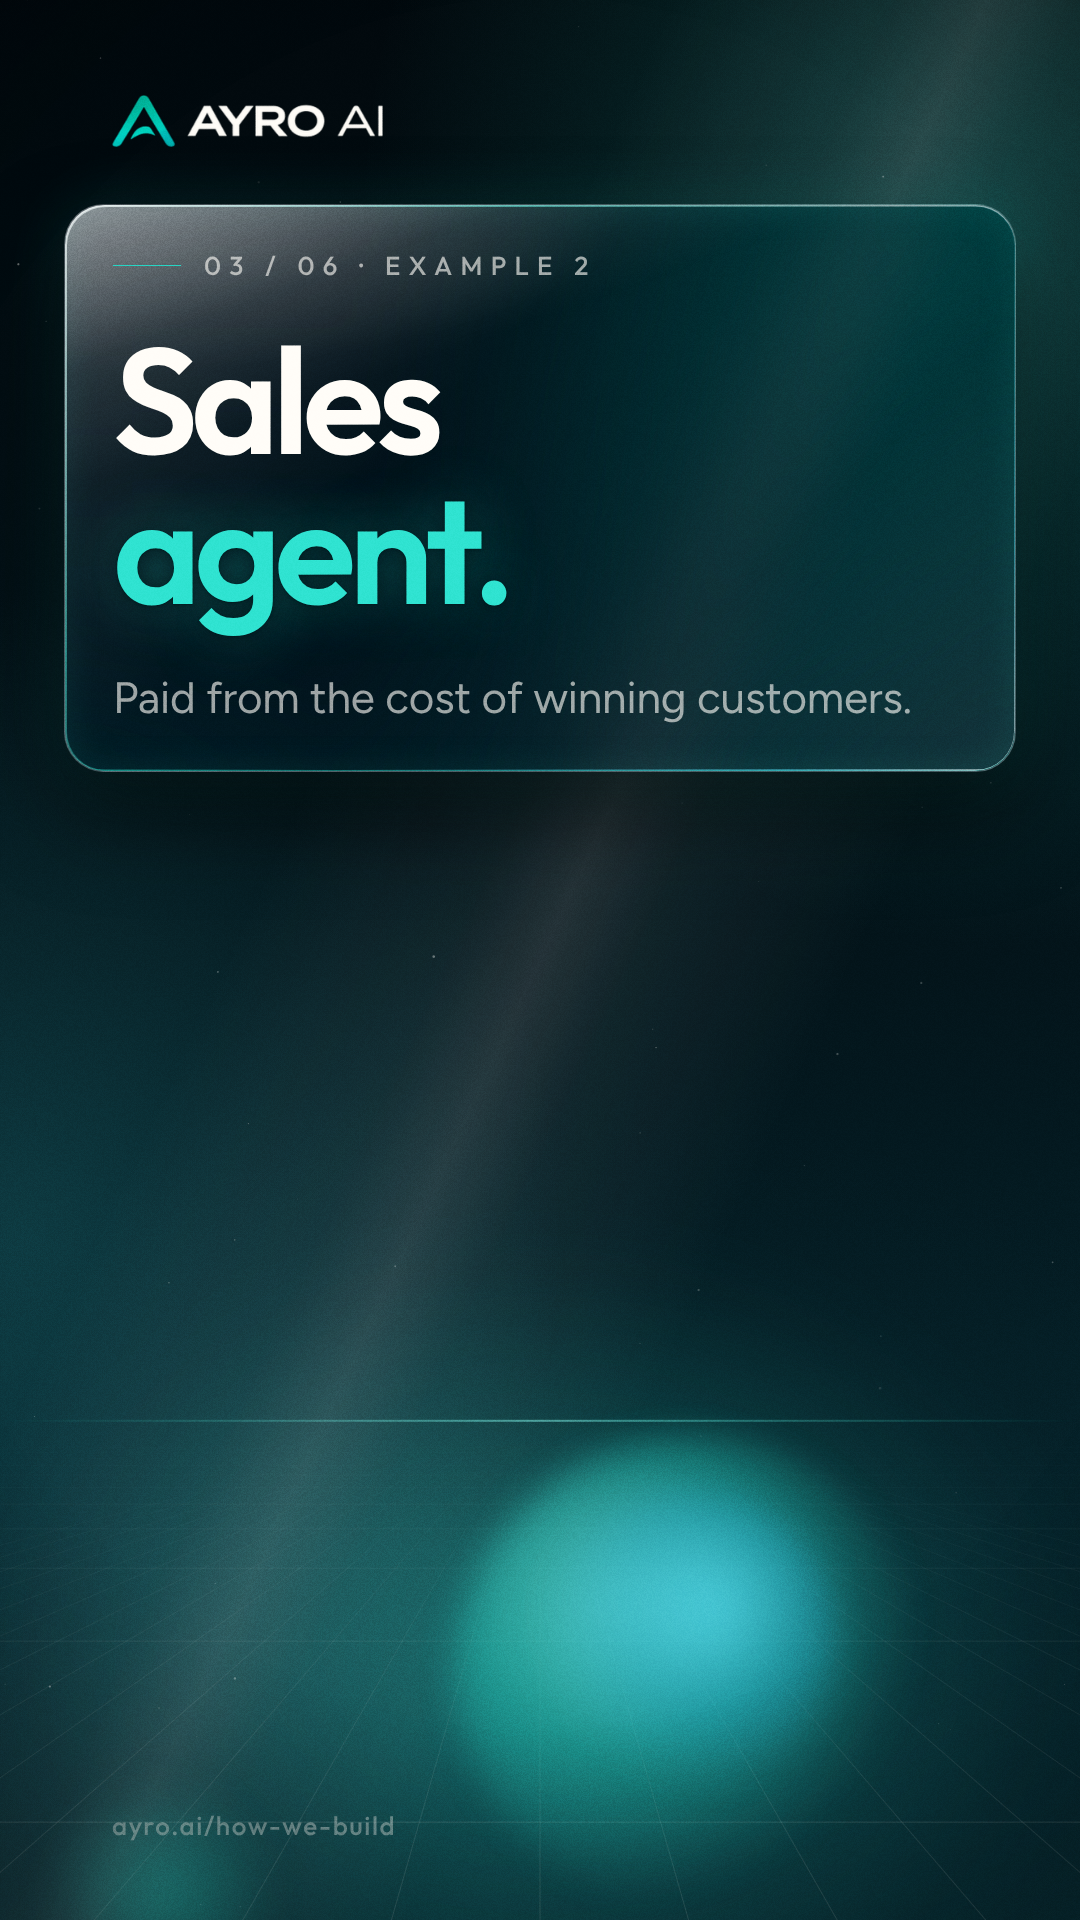 AYRO AI
03 / 06 · EXAMPLE 2
Sales
agent.
Paid from the cost of winning customers.
ayro.ai/how-we-build